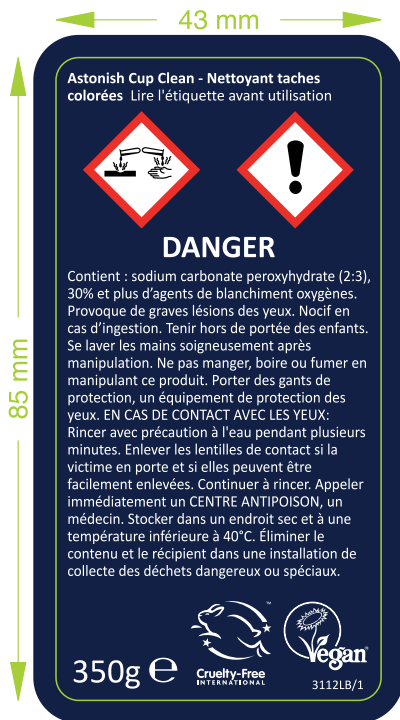 43 mm
85 mm
Astonish Cup Clean - Nettoyant taches
colorées Lire l'étiquette avant utilisation
DANGER
Contient : sodium carbonate peroxyhydrate (2:3),
30% et plus d’agents de blanchiment oxygènes.
Provoque de graves lésions des yeux. Nocif en
cas d’ingestion. Tenir hors de portée des enfants.
Se laver les mains soigneusement après
manipulation. Ne pas manger, boire ou fumer en
manipulant ce produit. Porter des gants de
protection, un équipement de protection des
yeux. EN CAS DE CONTACT AVEC LES YEUX:
Rincer avec précaution à l'eau pendant plusieurs
minutes. Enlever les lentilles de contact si la
victime en porte et si elles peuvent être
facilement enlevées. Continuer à rincer. Appeler
immédiatement un CENTRE ANTIPOISON, un
médecin. Stocker dans un endroit sec et à une
température inférieure à 40°C. Éliminer le
contenu et le récipient dans une installation de
collecte des déchets dangereux ou spéciaux.
350g ℮
Cruelty-Free
INTERNATIONAL
TM
Vegan®
3112LB/1